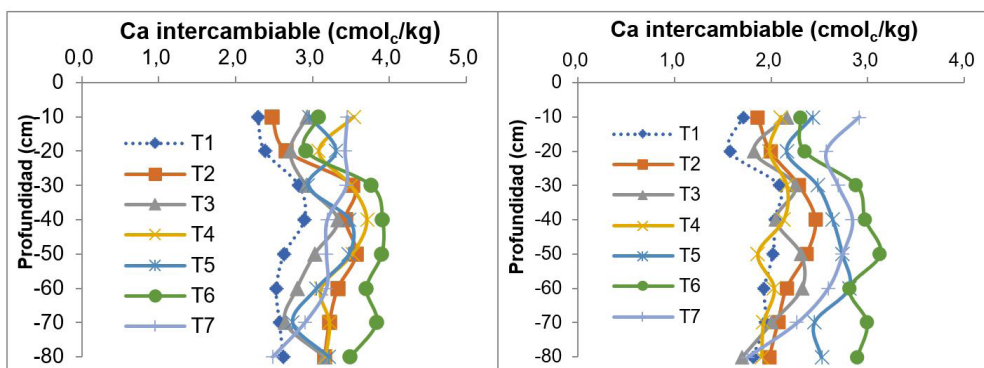 Ca intercambiable (cmolc/kg)
0,0 2,0 3,0 4,0 5,0
Profundidad (cm)
0
-10
-20
-30
-40
-50
-60
-70
-80
T1
T2
T3
T4
T5
T6
T7
Ca intercambiable (cmolc/kg)
0,0 1,0 2,0 3,0 4,0
Profundidad (cm)
0
-10
-20
-30
-40
-50
-60
-70
-80
T1
T2
T3
T4
T5
T6
T7